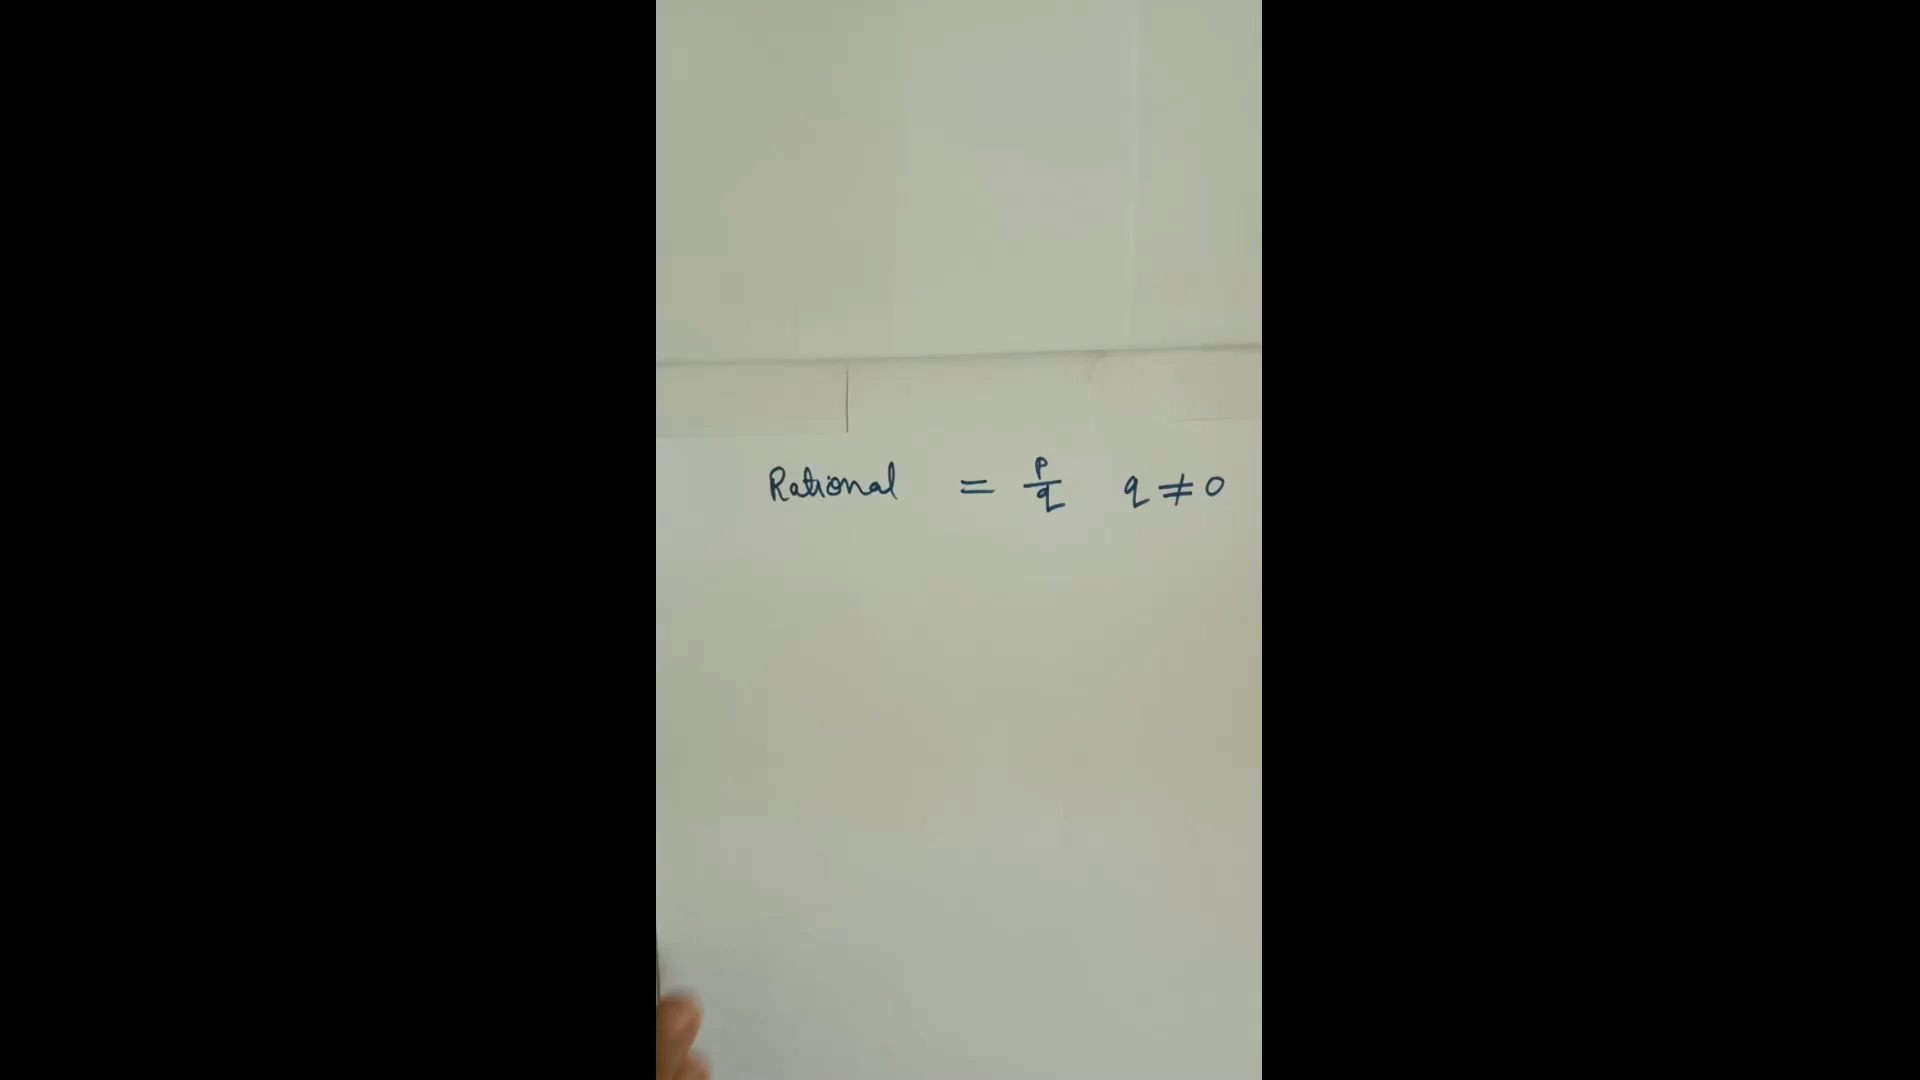 Rational = p/q q ≠ 0